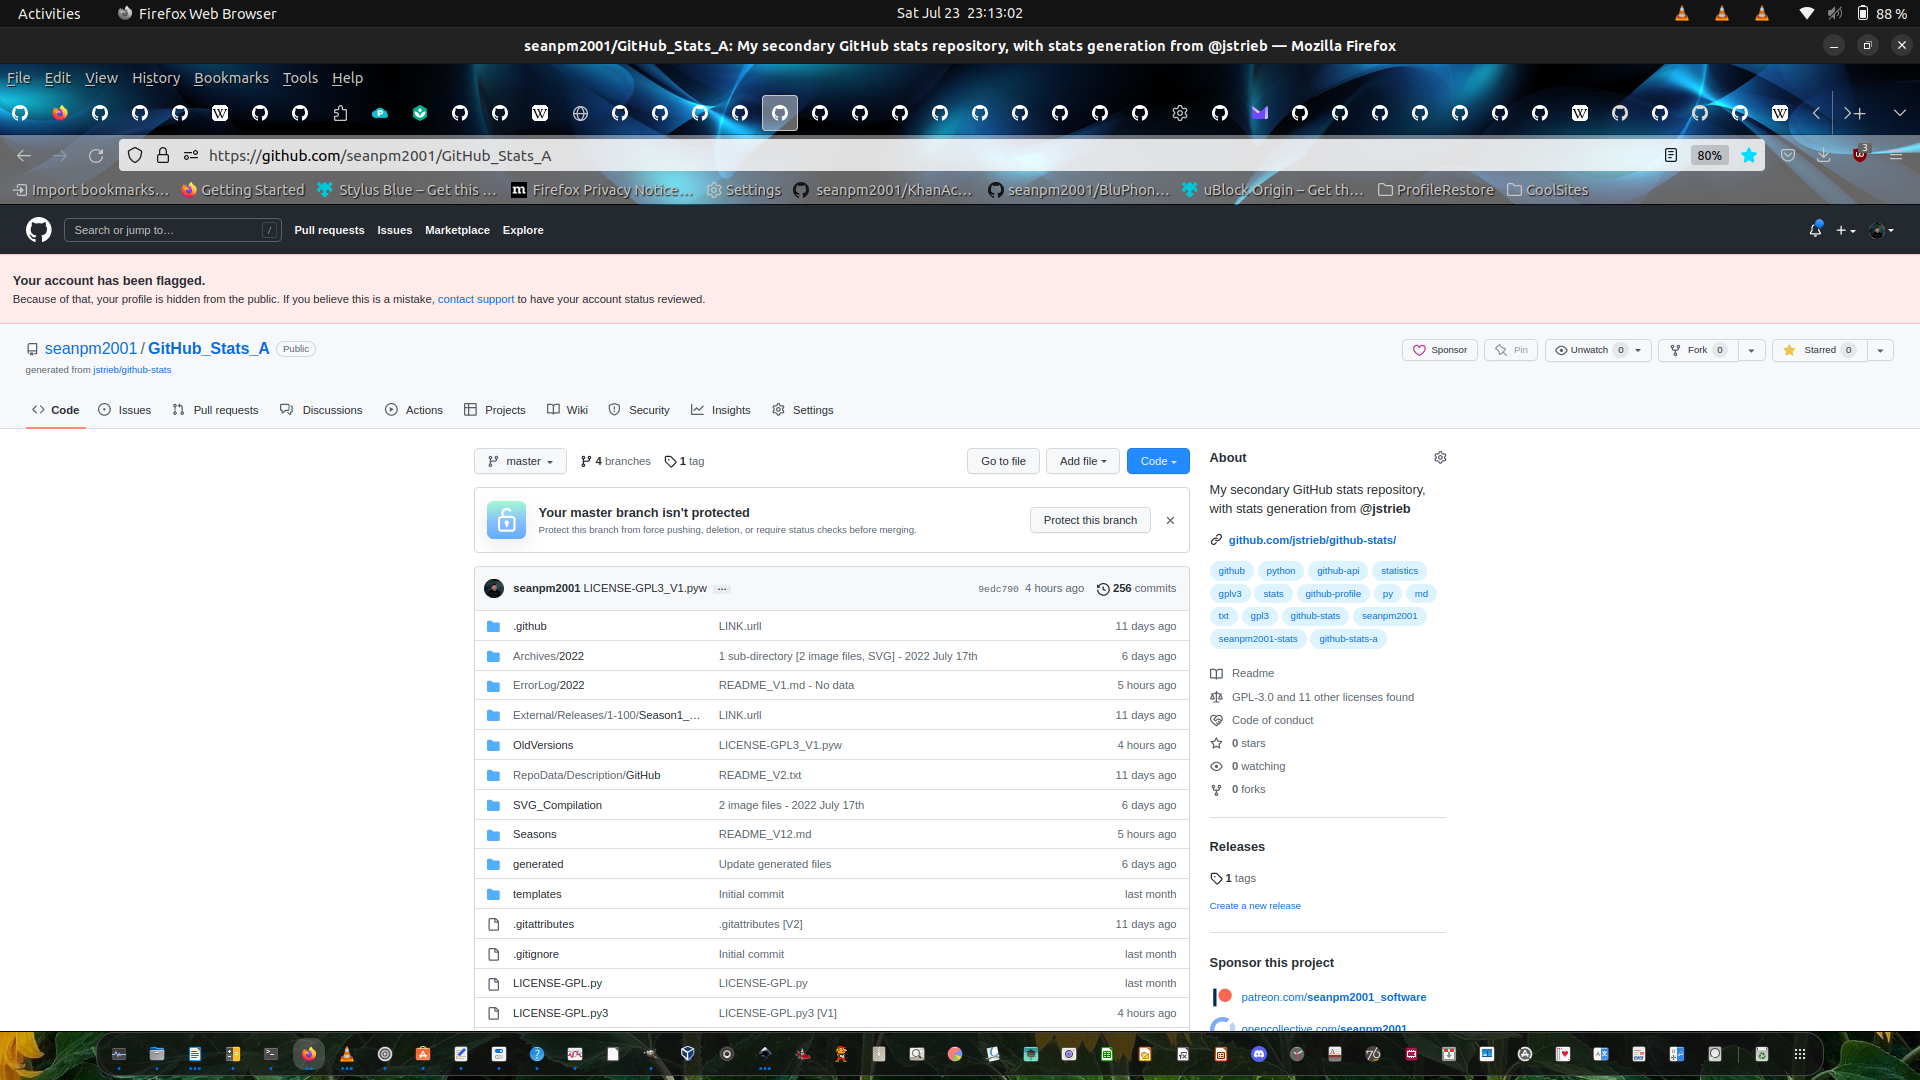 Activities
Firefox Web Browser
Sat Jul 23 23:13:02
88 %
seanpm2001/GitHub_Stats_A: My secondary GitHub stats repository, with stats generation from @jstrieb — Mozilla Firefox
File Edit View History Bookmarks Tools Help
https://github.com/seanpm2001/GitHub_Stats_A
80%
3
Import bookmarks… Getting Started Stylus Blue – Get this … Firefox Privacy Notice… Settings seanpm2001/KhanAc… seanpm2001/BluPhon… uBlock Origin – Get th… ProfileRestore CoolSites
Search or jump to… /
Pull requests Issues Marketplace Explore
Your account has been flagged.
Because of that, your profile is hidden from the public. If you believe this is a mistake, contact support to have your account status reviewed.
seanpm2001 / GitHub_Stats_A Public
Sponsor Pin Unwatch 0 Fork 0 Starred 0
generated from jstrieb/github-stats
Code Issues Pull requests Discussions Actions Projects Wiki Security Insights Settings
master 4 branches 1 tag Go to file Add file Code
Your master branch isn't protected
Protect this branch from force pushing, deletion, or require status checks before merging.
Protect this branch
seanpm2001 LICENSE-GPL3_V1.pyw … 9edc790 4 hours ago 256 commits
.github LINK.urll 11 days ago
Archives/2022 1 sub-directory [2 image files, SVG] - 2022 July 17th 6 days ago
ErrorLog/2022 README_V1.md - No data 5 hours ago
External/Releases/1-100/Season1_… LINK.urll 11 days ago
OldVersions LICENSE-GPL3_V1.pyw 4 hours ago
RepoData/Description/GitHub README_V2.txt 11 days ago
SVG_Compilation 2 image files - 2022 July 17th 6 days ago
Seasons README_V12.md 5 hours ago
generated Update generated files 6 days ago
templates Initial commit last month
.gitattributes .gitattributes [V2] 11 days ago
.gitignore Initial commit last month
LICENSE-GPL.py LICENSE-GPL.py last month
LICENSE-GPL.py3 LICENSE-GPL.py3 [V1] 4 hours ago
About
My secondary GitHub stats repository,
with stats generation from @jstrieb
github.com/jstrieb/github-stats/
github python github-api statistics
gplv3 stats github-profile py md
txt gpl3 github-stats seanpm2001
seanpm2001-stats github-stats-a
Readme
GPL-3.0 and 11 other licenses found
Code of conduct
0 stars
0 watching
0 forks
Releases
1 tags
Create a new release
Sponsor this project
patreon.com/seanpm2001_software
opencollective.com/seanpm2001